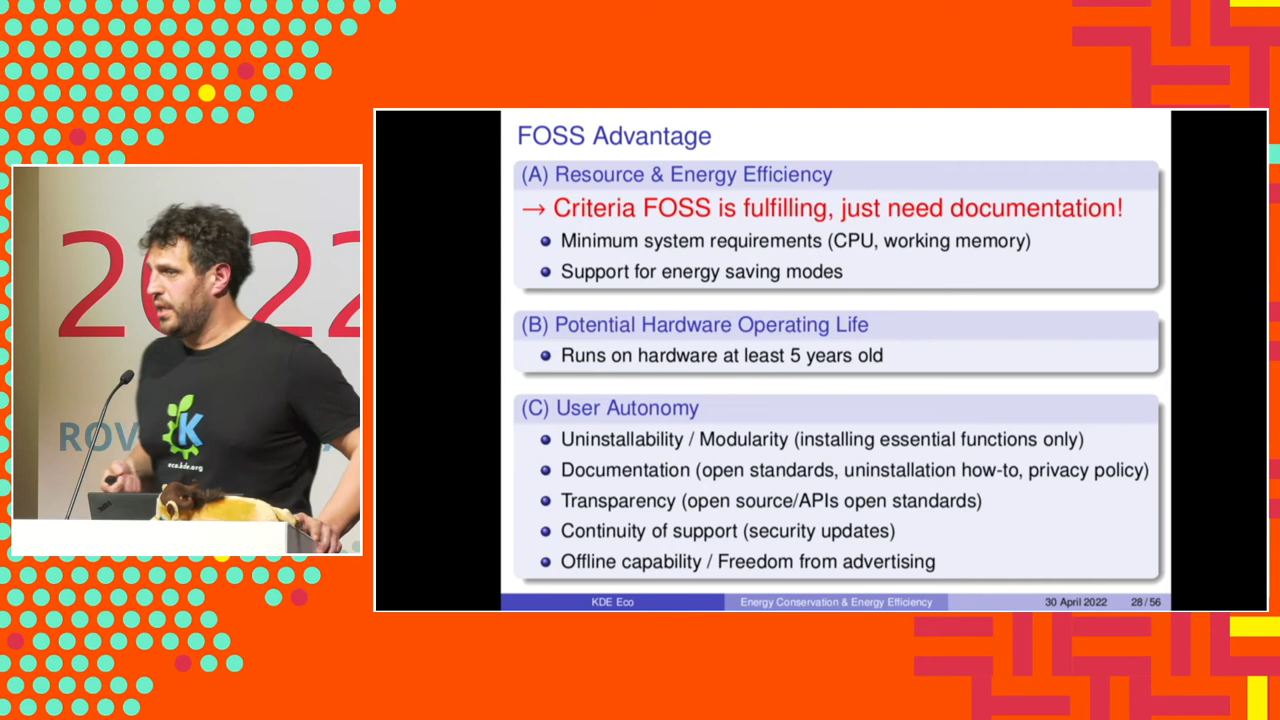 FOSS Advantage
(A) Resource & Energy Efficiency
→ Criteria FOSS is fulfilling, just need documentation!
Minimum system requirements (CPU, working memory)
Support for energy saving modes
(B) Potential Hardware Operating Life
Runs on hardware at least 5 years old
(C) User Autonomy
Uninstallability / Modularity (installing essential functions only)
Documentation (open standards, uninstallation how-to, privacy policy)
Transparency (open source/APIs open standards)
Continuity of support (security updates)
Offline capability / Freedom from advertising
KDE Eco Energy Conservation & Energy Efficiency 30 April 2022 28 / 56
2022
ROV
K
eco.kde.org